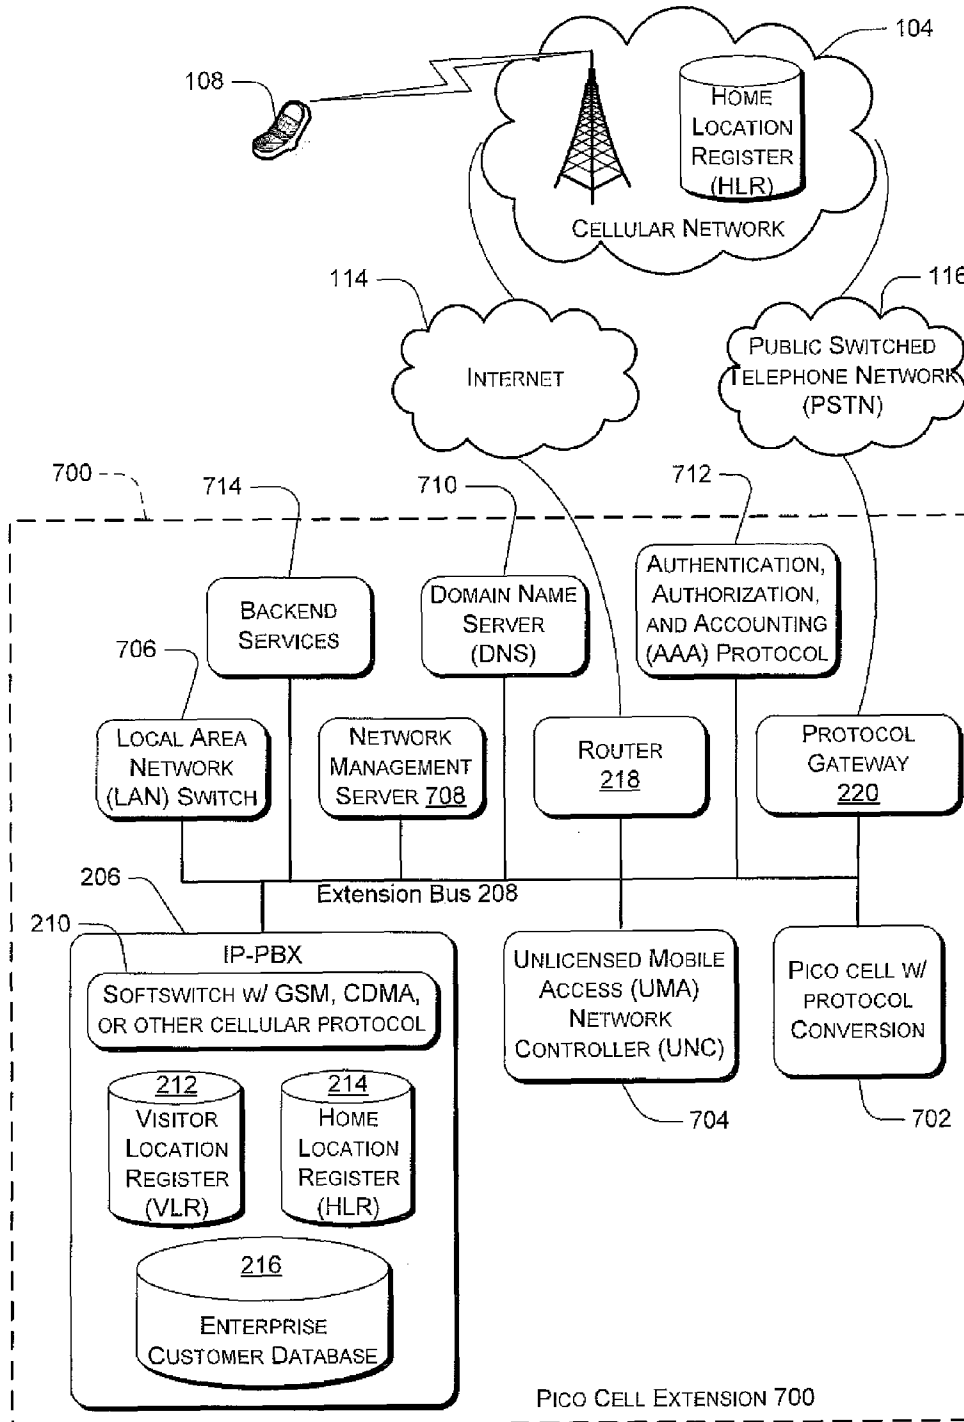 104
108
HOME
LOCATION
REGISTER
(HLR)
CELLULAR NETWORK
114
116
INTERNET
PUBLIC SWITCHED
TELEPHONE NETWORK
(PSTN)
700
714
710
712
BACKEND
SERVICES
DOMAIN NAME
SERVER
(DNS)
AUTHENTICATION,
AUTHORIZATION,
AND ACCOUNTING
(AAA) PROTOCOL
706
LOCAL AREA
NETWORK
(LAN) SWITCH
NETWORK
MANAGEMENT
SERVER 708
ROUTER
218
PROTOCOL
GATEWAY
220
206
Extension Bus 208
210
IP-PBX
SOFTSWITCH W/ GSM, CDMA,
OR OTHER CELLULAR PROTOCOL
UNLICENSED MOBILE
ACCESS (UMA)
NETWORK
CONTROLLER (UNC)
PICO CELL W/
PROTOCOL
CONVERSION
212
VISITOR
LOCATION
REGISTER
(VLR)
214
HOME
LOCATION
REGISTER
(HLR)
704
702
216
ENTERPRISE
CUSTOMER DATABASE
PICO CELL EXTENSION 700